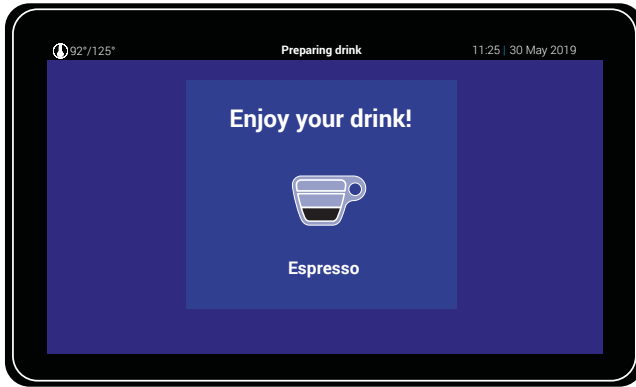 92°/125°
Preparing drink
11:25 | 30 May 2019
Enjoy your drink!
Espresso